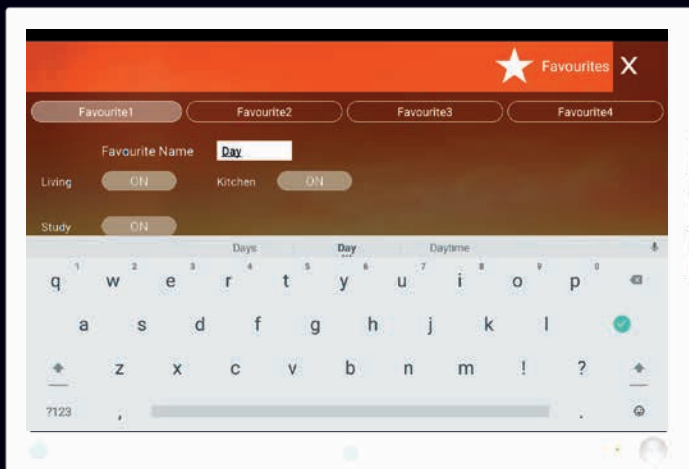 Favourites X
Favourite1 Favourite2 Favourite3 Favourite4
Favourite Name Day
Living ON Kitchen ON
Study ON
Days Day Daytime
1 2 3 4 5 6 7 8 9 0
q w e r t y u i o p
a s d f g h j k l
z x c v b n m ! ?
?123 , .